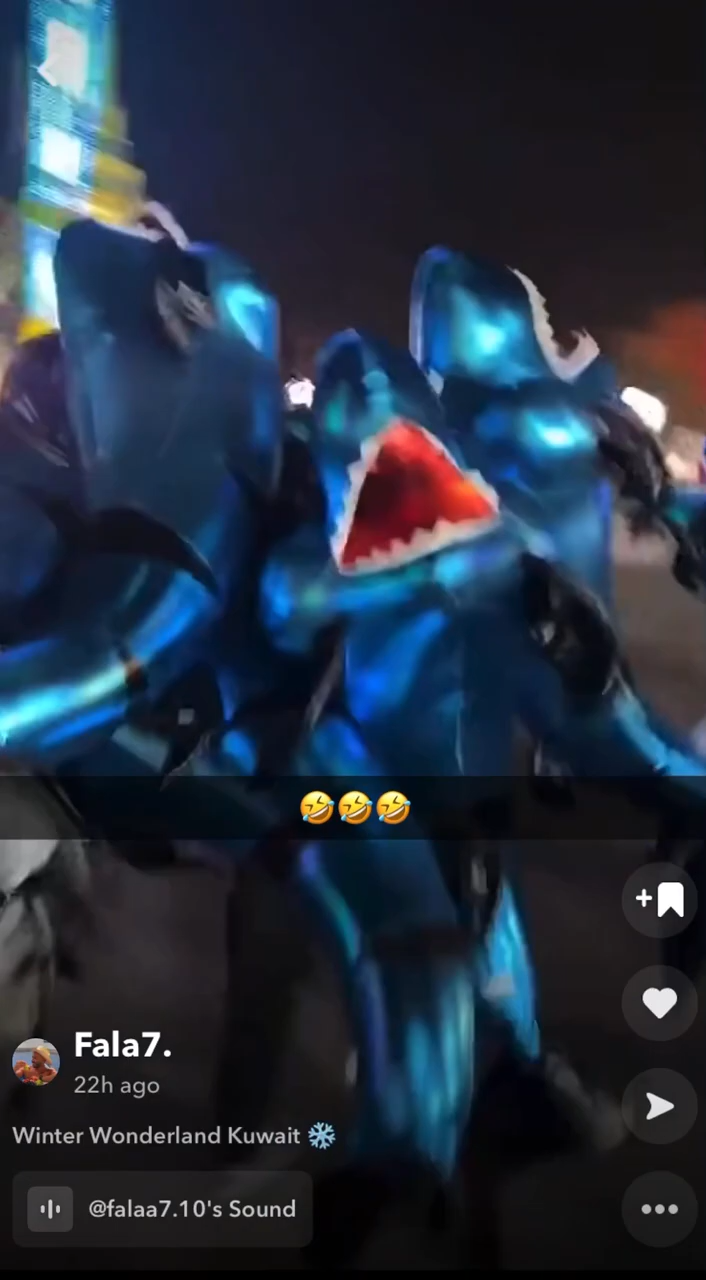 🤣🤣🤣
Fala7.
22h ago
Winter Wonderland Kuwait ❄️
@falaa7.10's Sound